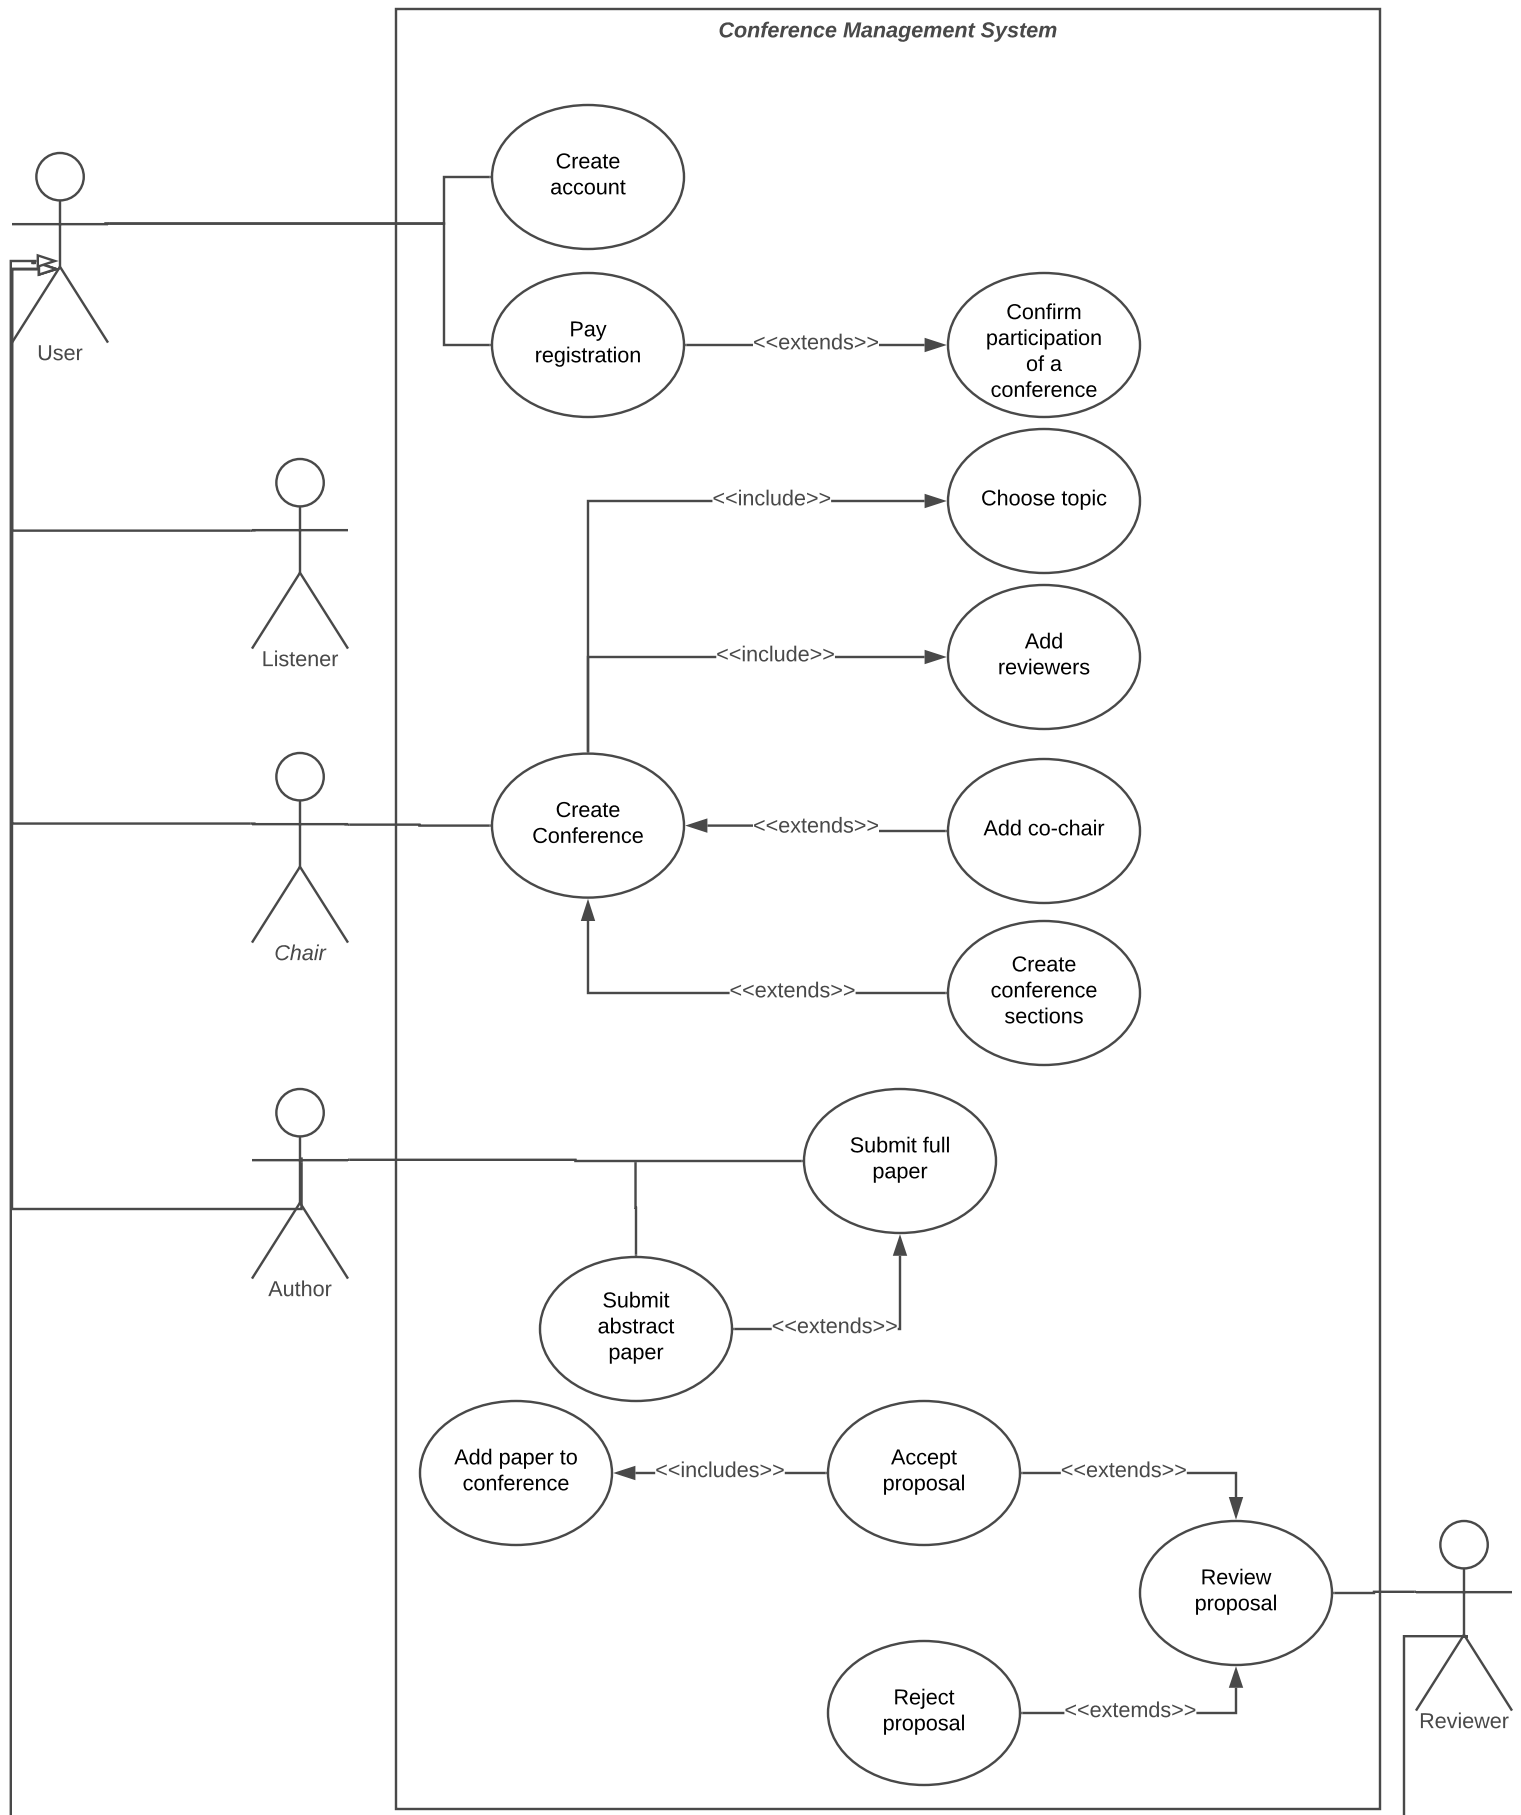 Conference Management System
Create
account
User
Pay
registration
<<extends>>
Confirm
participation
of a
conference
Listener
<<include>>
Choose topic
<<include>>
Add
reviewers
Chair
Create
Conference
<<extends>>
Add co-chair
<<extends>>
Create
conference
sections
Author
Submit full
paper
Submit
abstract
paper
<<extends>>
Add paper to
conference
<<includes>>
Accept
proposal
<<extends>>
Review
proposal
Reject
proposal
<<extemds>>
Reviewer